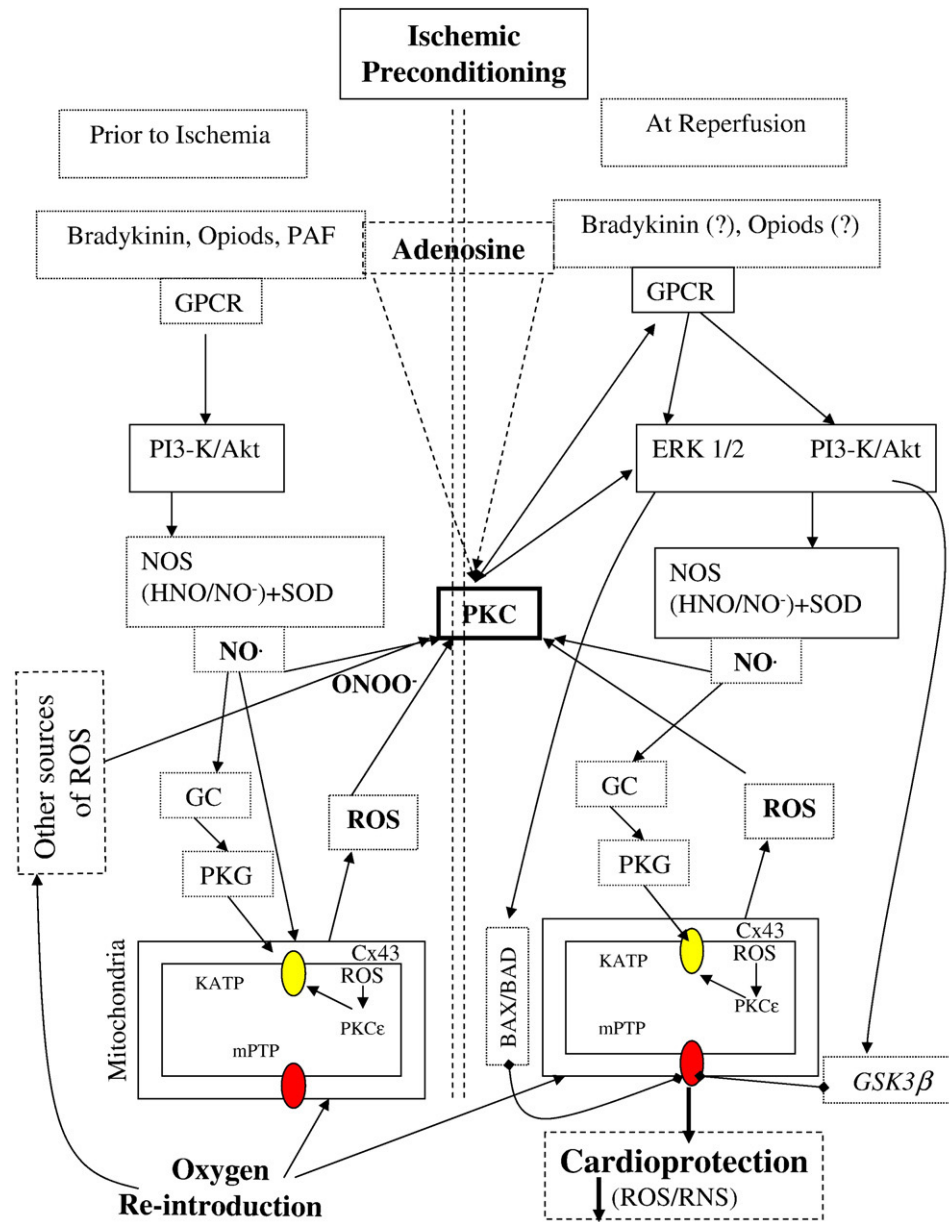 Ischemic
Preconditioning
Prior to Ischemia
At Reperfusion
Bradykinin, Opiods, PAF
Adenosine
Bradykinin (?), Opiods (?)
GPCR
GPCR
PI3-K/Akt
ERK 1/2 PI3-K/Akt
NOS
(HNO/NO⁻)+SOD
NO·
PKC
NOS
(HNO/NO⁻)+SOD
NO·
ONOO⁻
Other sources
of ROS
GC
PKG
ROS
GC
PKG
ROS
Mitochondria
Cx43
ROS
KATP
PKCε
mPTP
BAX/BAD
Cx43
ROS
KATP
PKCε
mPTP
GSK3β
Oxygen
Re-introduction
Cardioprotection
(ROS/RNS)